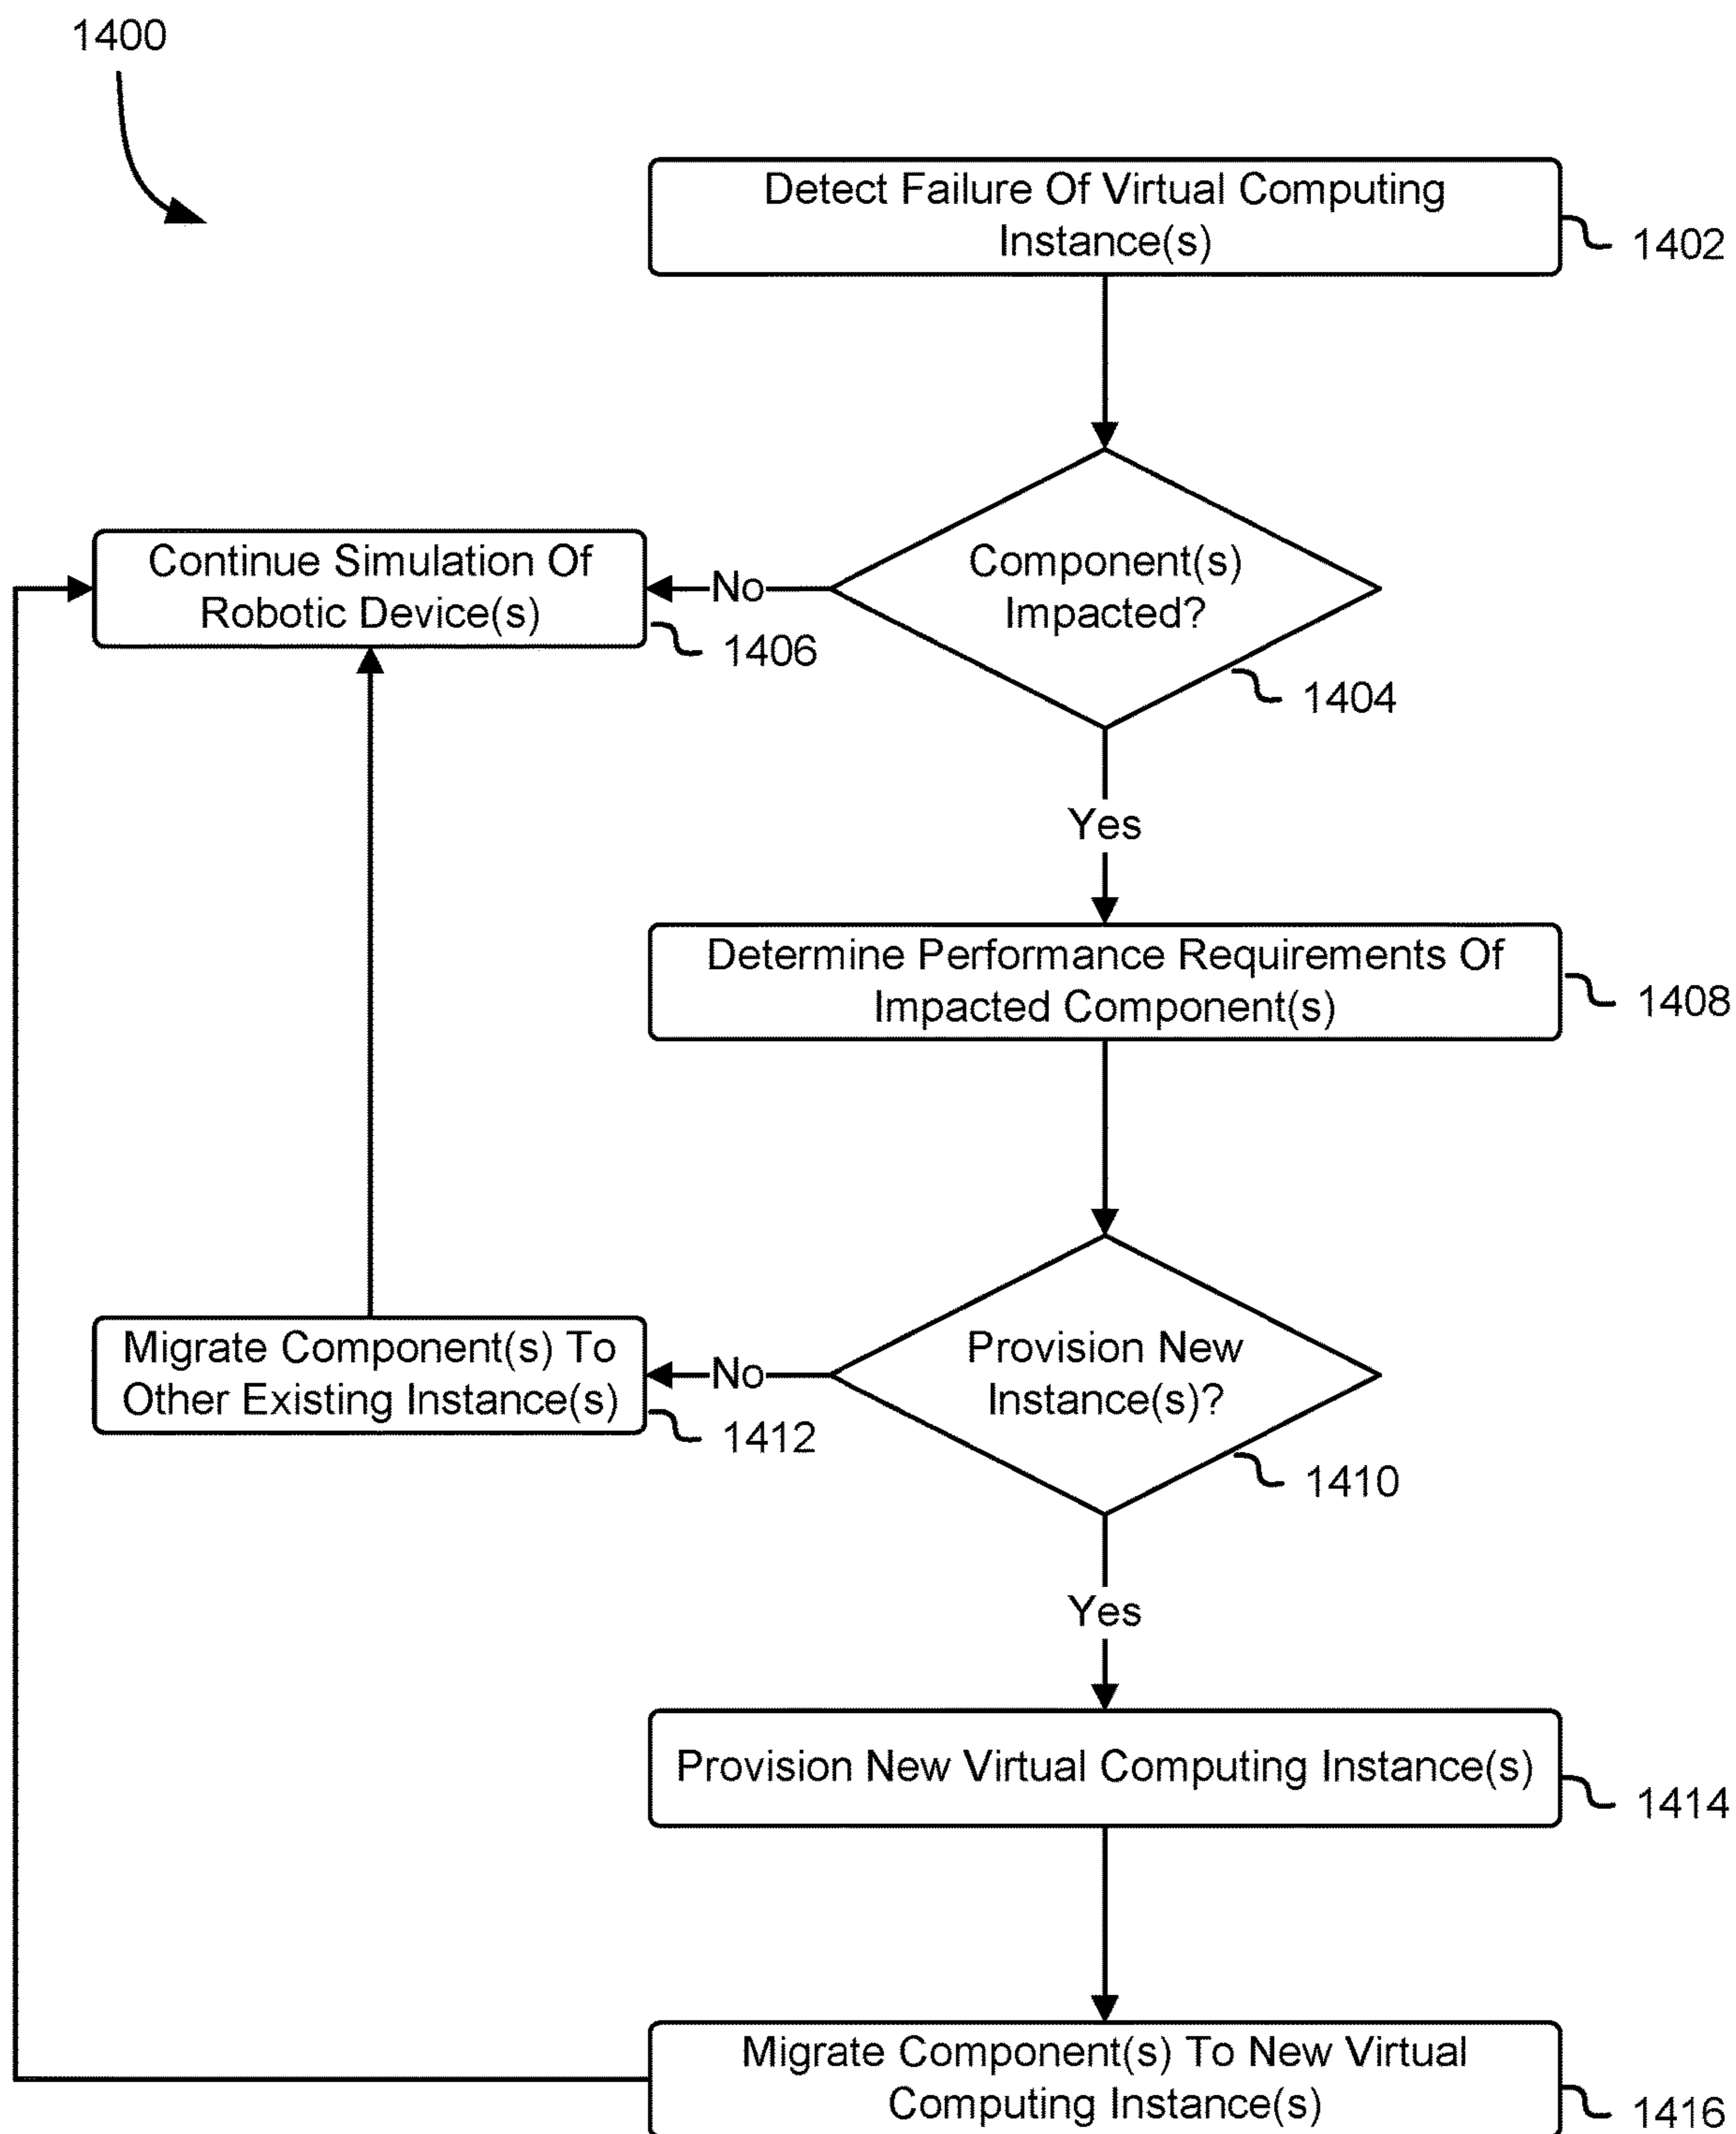 1400
Detect Failure Of Virtual Computing
Instance(s)
1402
Component(s)
Impacted?
1404
No
Continue Simulation Of
Robotic Device(s)
1406
Yes
Determine Performance Requirements Of
Impacted Component(s)
1408
Provision New
Instance(s)?
1410
No
Migrate Component(s) To
Other Existing Instance(s)
1412
Yes
Provision New Virtual Computing Instance(s)
1414
Migrate Component(s) To New Virtual
Computing Instance(s)
1416